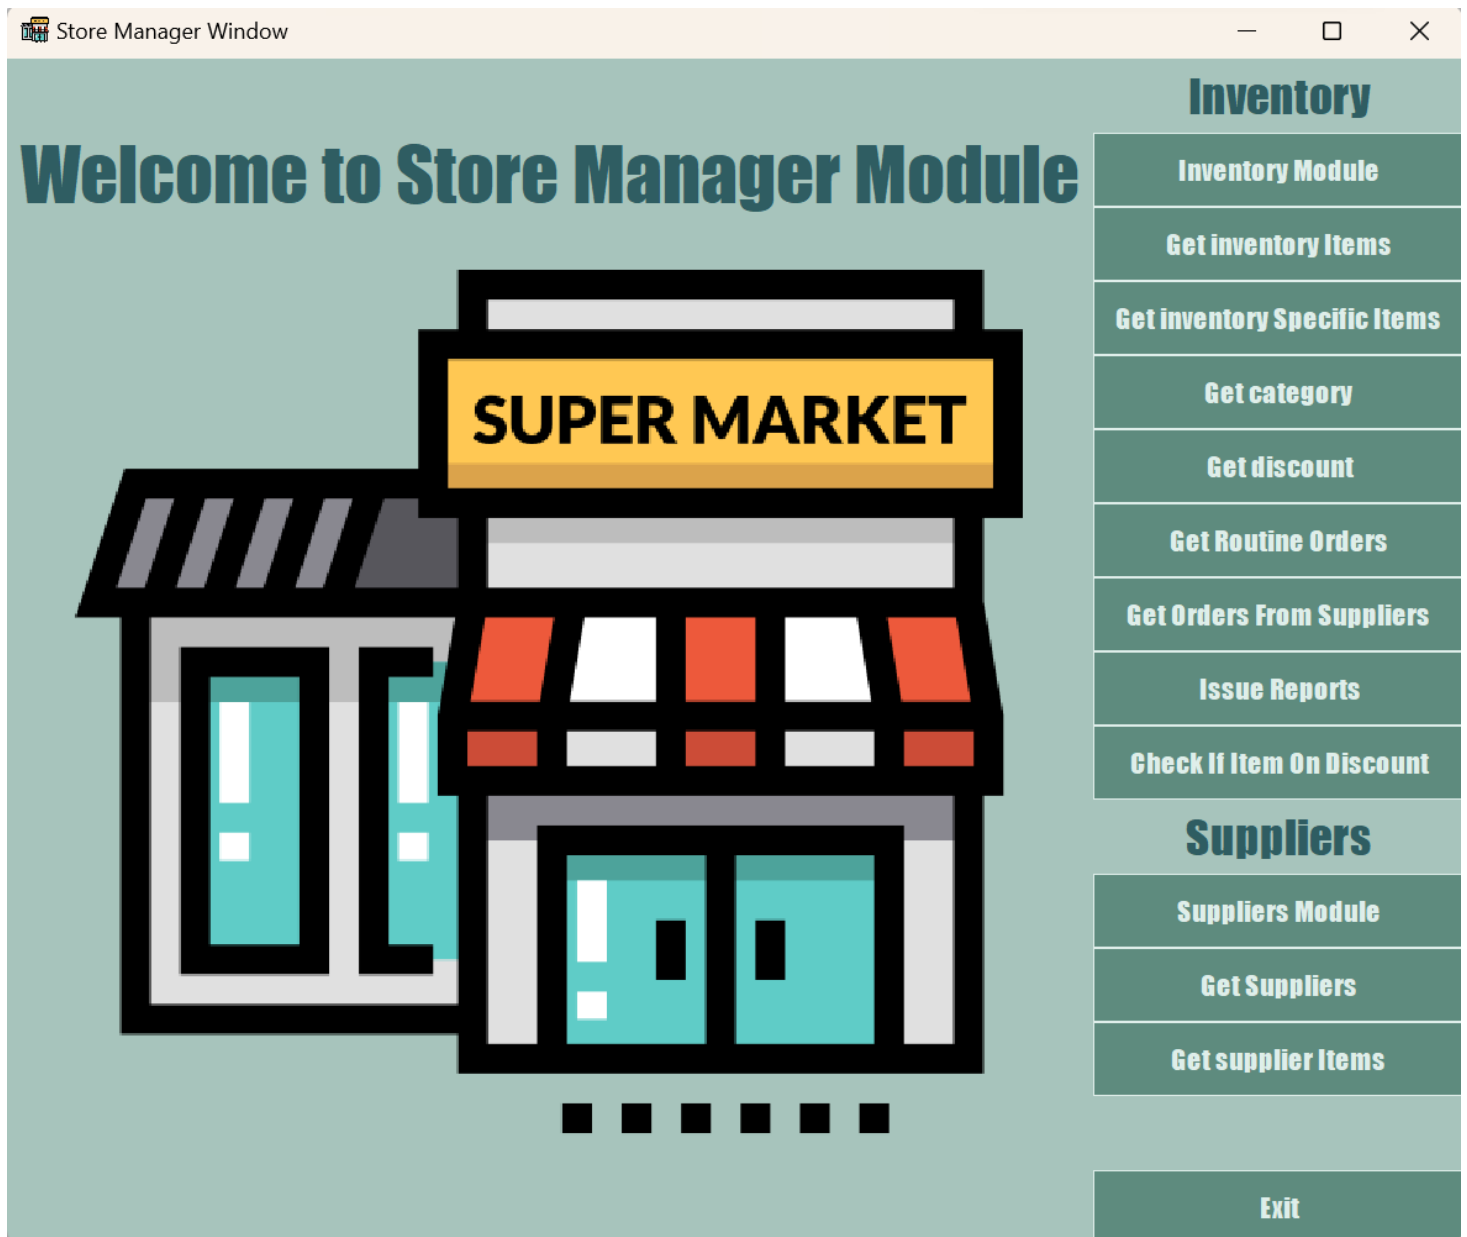 Store Manager Window
Welcome to Store Manager Module
SUPER MARKET
Inventory
Inventory Module
Get inventory Items
Get inventory Specific Items
Get category
Get discount
Get Routine Orders
Get Orders From Suppliers
Issue Reports
Check If Item On Discount
Suppliers
Suppliers Module
Get Suppliers
Get supplier Items
Exit